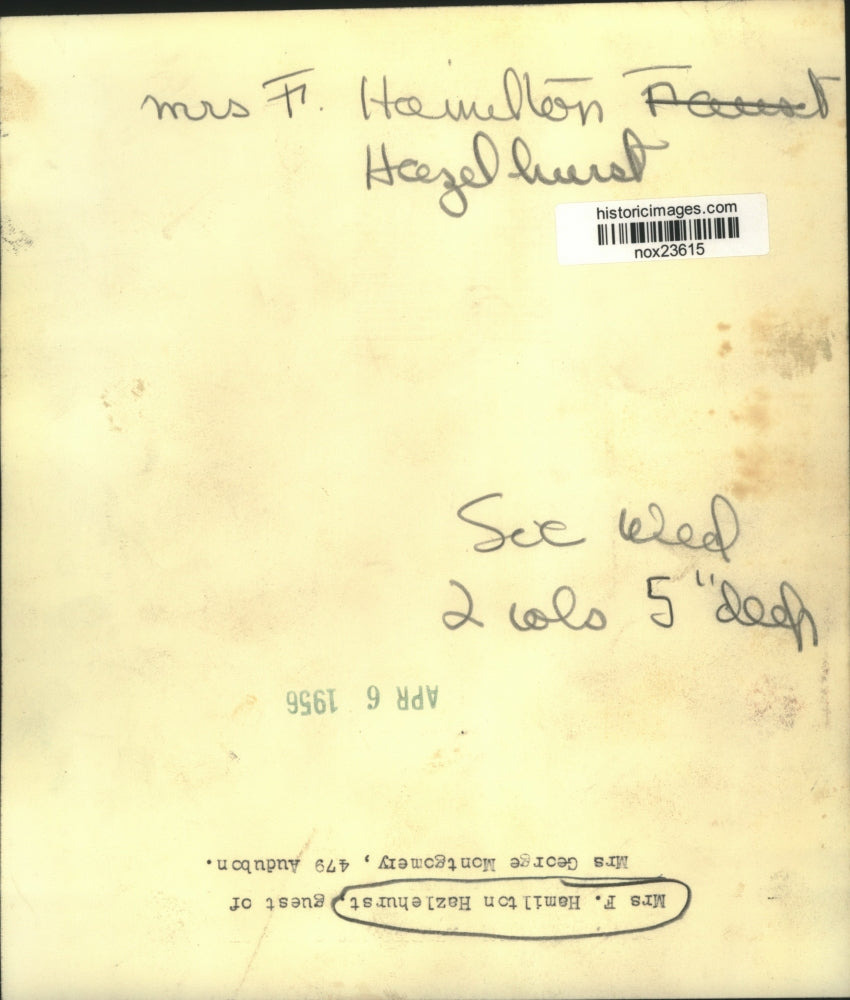 mrs F. Hamilton Faust
Hazelhurst
historicimages.com
nox23615
See Wed
2 cols 5" deep
APR 6 1956
Mrs F. Hamilton Hazlehurst, guest of
Mrs George Montgomery, 479 Audubon.